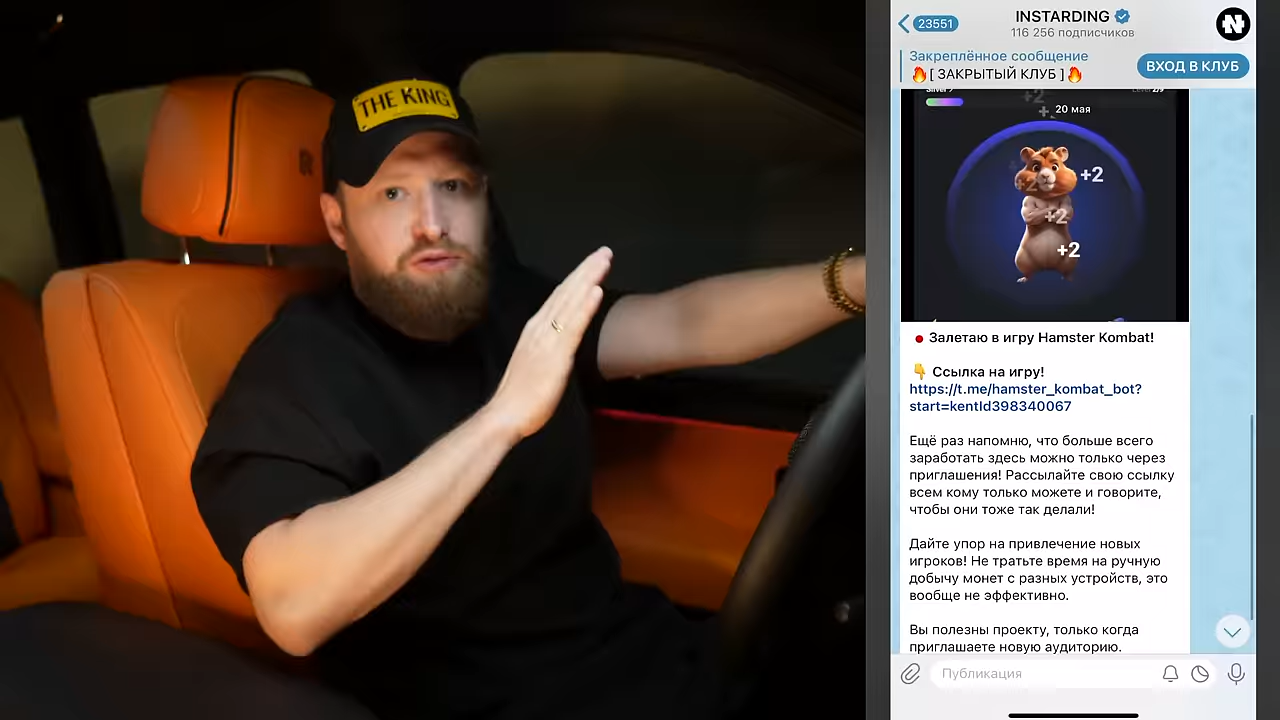 THE KING
23551
INSTARDING
116 256 подписчиков
N
Закреплённое сообщение
🔥[ ЗАКРЫТЫЙ КЛУБ ]🔥
ВХОД В КЛУБ
+2
20 мая
+2
+2
+2
+2
Залетаю в игру Hamster Kombat!
👇 Ссылка на игру!
https://t.me/hamster_kombat_bot?
start=kentId398340067
Ещё раз напомню, что больше всего
заработать здесь можно только через
приглашения! Рассылайте свою ссылку
всем кому только можете и говорите,
чтобы они тоже так делали!
Дайте упор на привлечение новых
игроков! Не тратьте время на ручную
добычу монет с разных устройств, это
вообще не эффективно.
Вы полезны проекту, только когда
приглашаете новую аудиторию.
Публикация